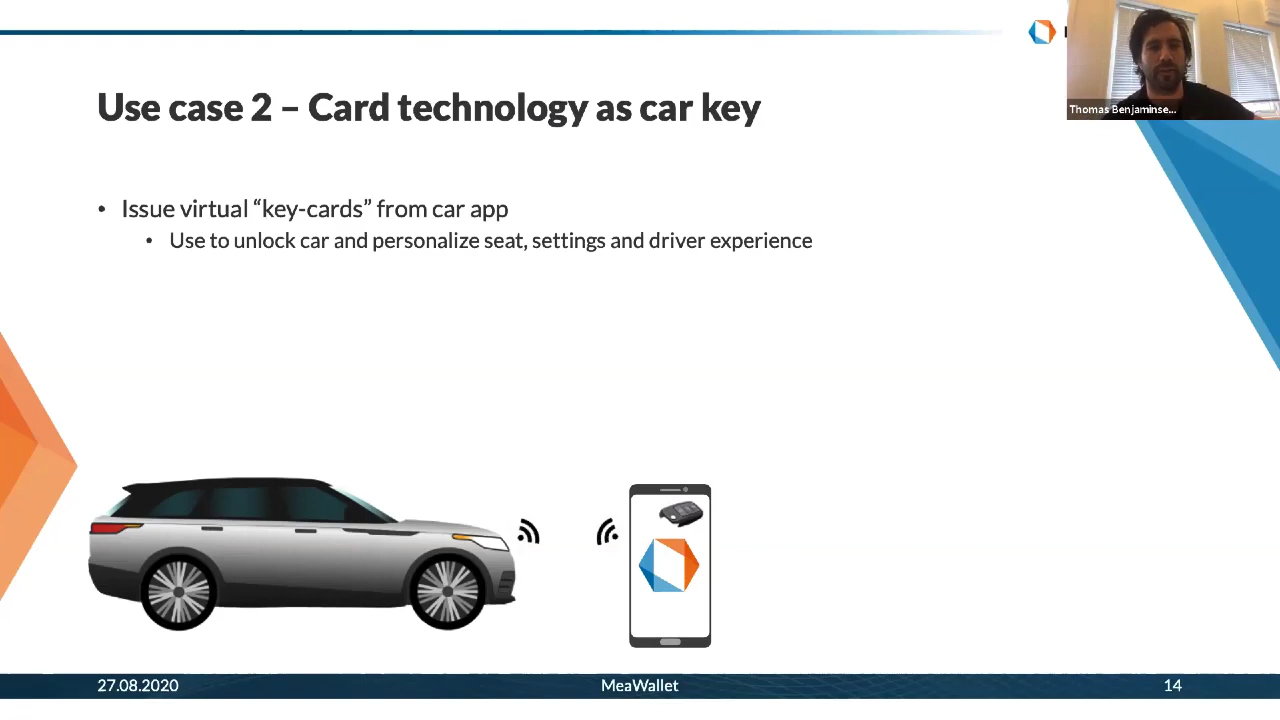 Thomas Benjaminse...
Use case 2 – Card technology as car key
• Issue virtual “key-cards” from car app
• Use to unlock car and personalize seat, settings and driver experience
27.08.2020
MeaWallet
14